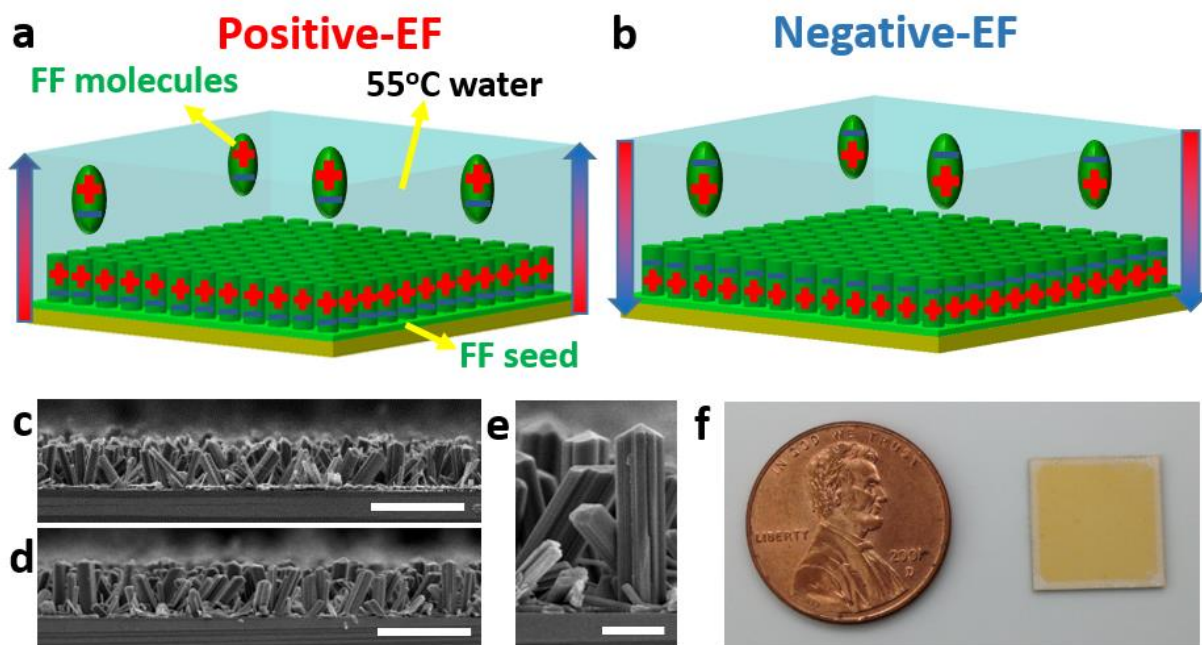 a
Positive-EF
b
Negative-EF
FF molecules
55°C water
FF seed
c
d
e
f
IN GOD WE TRUST
LIBERTY
2001
D